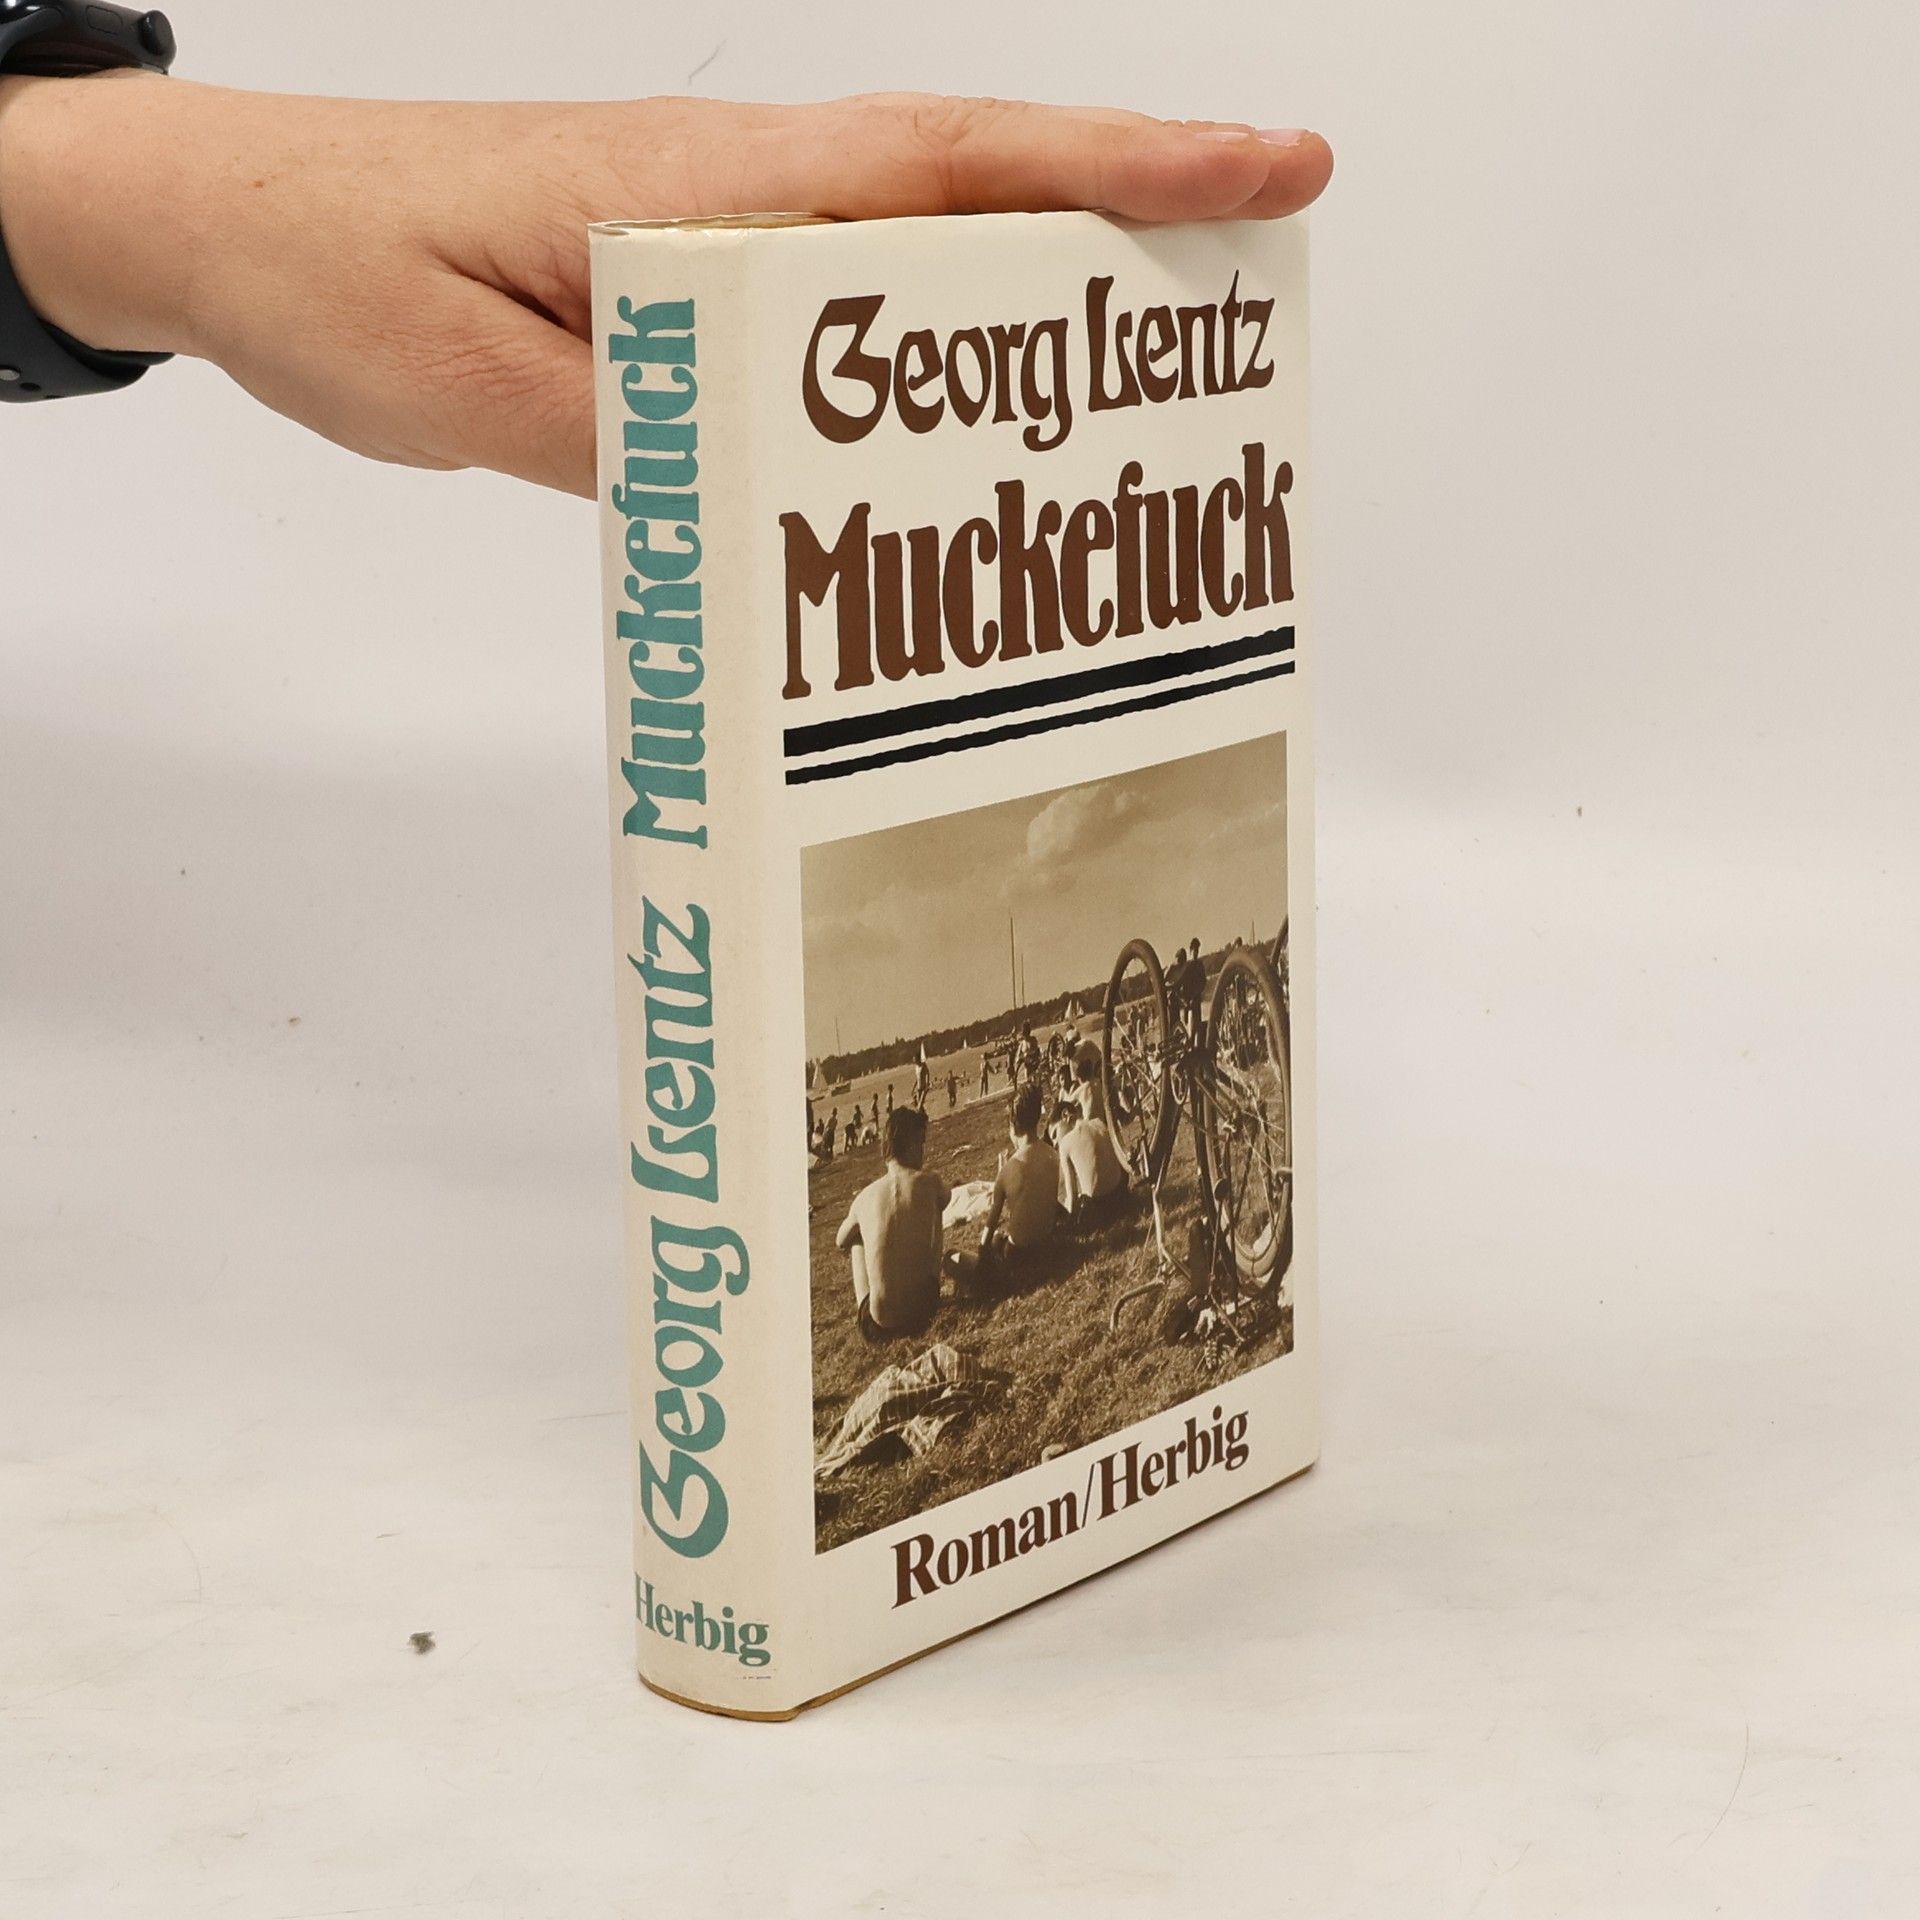 Georg Lentz
Muckefuck
Roman/Herbig
Georg Lentz Muckefuck
Herbig